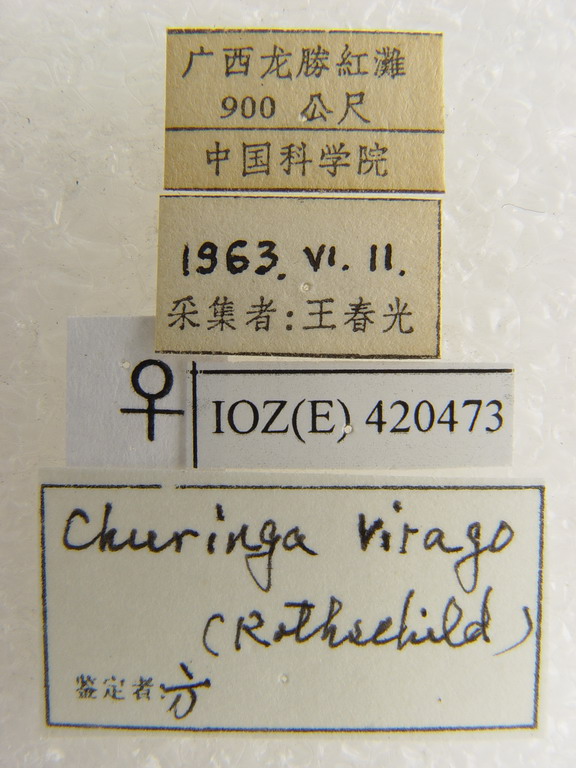 广西龙勝紅灘
900 公尺
中国科学院
1963. VI. 11.
采集者:王春光
♀
IOZ(E) 420473
Churinga virago
(Rothschild)
鉴定者:方